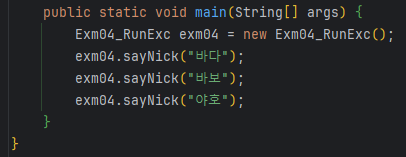 public static void main(String[] args) {
Exm04_RunExc exm04 = new Exm04_RunExc();
exm04.sayNick("바다");
exm04.sayNick("바보");
exm04.sayNick("야호");
}
}